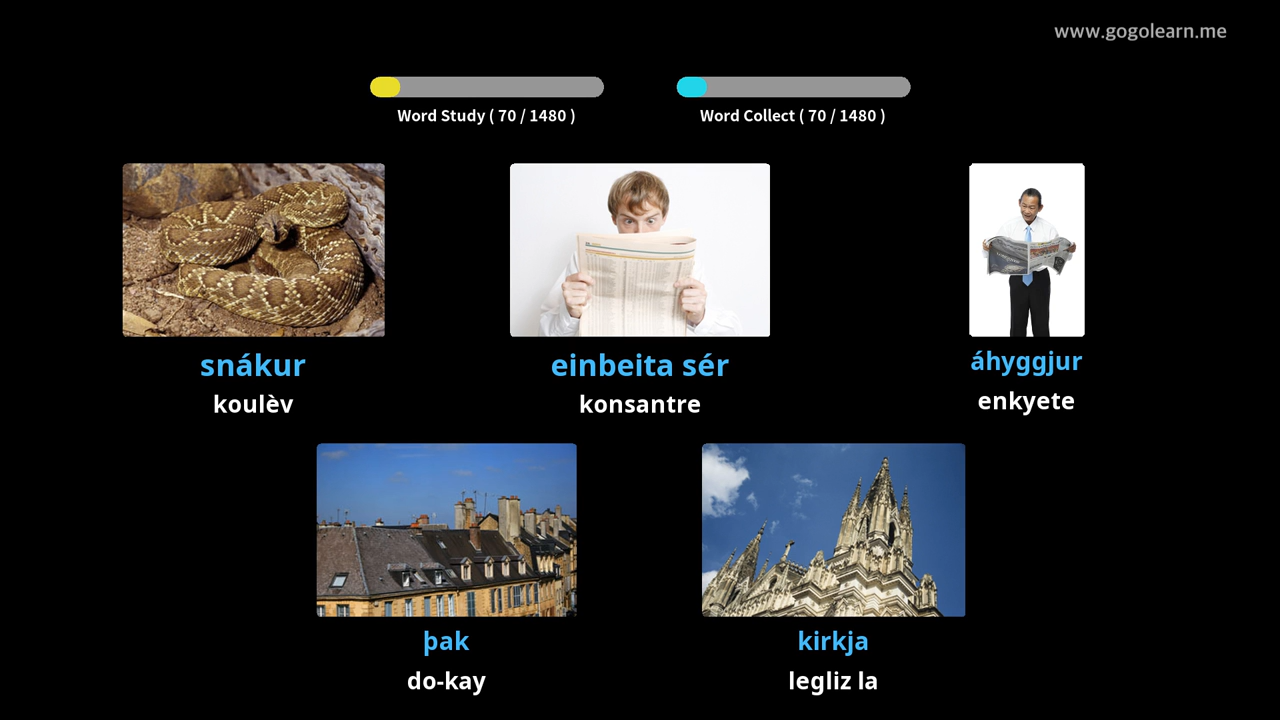 www.gogolearn.me
Word Study ( 70 / 1480 )
Word Collect ( 70 / 1480 )
snákur
koulèv
einbeita sér
konsantre
áhyggjur
enkyete
þak
do-kay
kirkja
legliz la